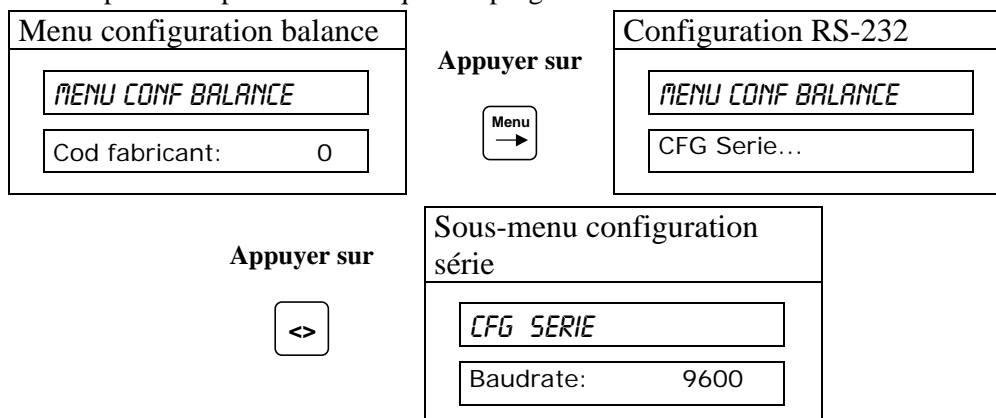 Menu configuration balance
MENU CONF BALANCE
Cod fabricant: 0
Appuyer sur
Menu
Configuration RS-232
MENU CONF BALANCE
CFG Serie...
Appuyer sur
<>
Sous-menu configuration
série
CFG SERIE
Baudrate: 9600